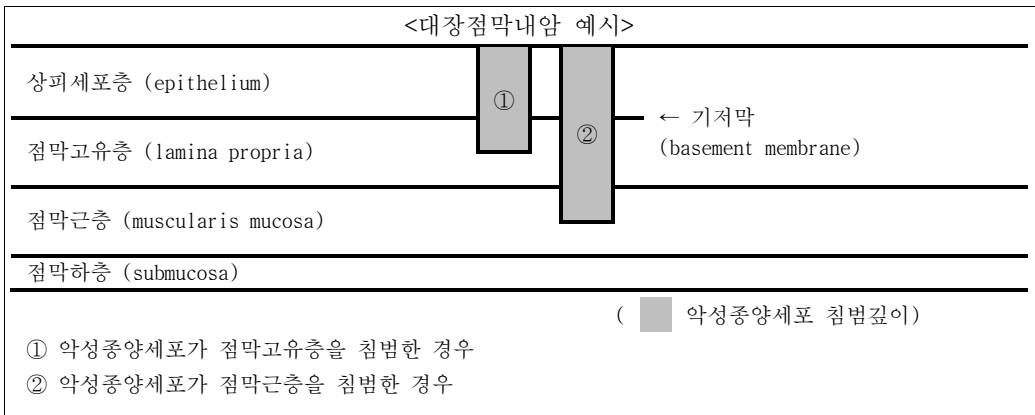 <대장점막내암 예시>
상피세포층 (epithelium)
①
← 기저막
(basement membrane)
②
점막고유층 (lamina propria)
점막근층 (muscularis mucosa)
점막하층 (submucosa)
( 악성종양세포 침범깊이)
① 악성종양세포가 점막고유층을 침범한 경우
② 악성종양세포가 점막근층을 침범한 경우